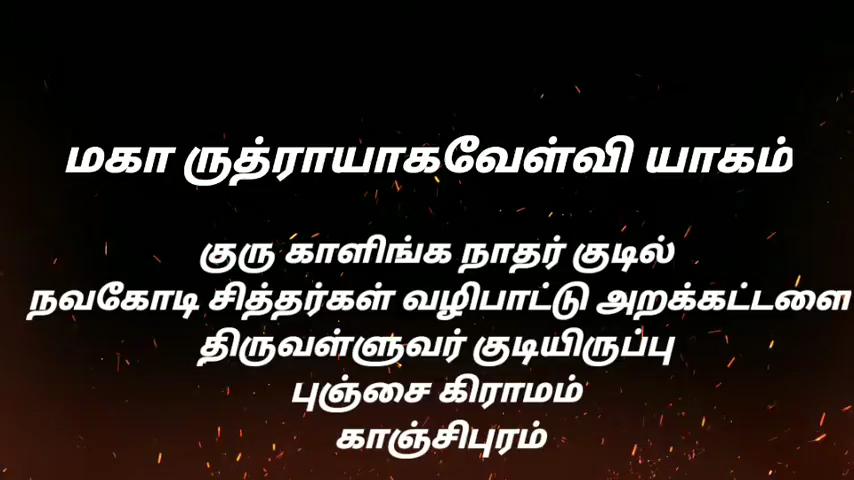 மகா ருத்ராயாகவேள்வி யாகம்
குரு காளிங்க நாதர் குடில்
நவகோடி சித்தர்கள் வழிபாட்டு அறக்கட்டளை
திருவள்ளுவர் குடியிருப்பு
புஞ்சை கிராமம்
காஞ்சிபுரம்